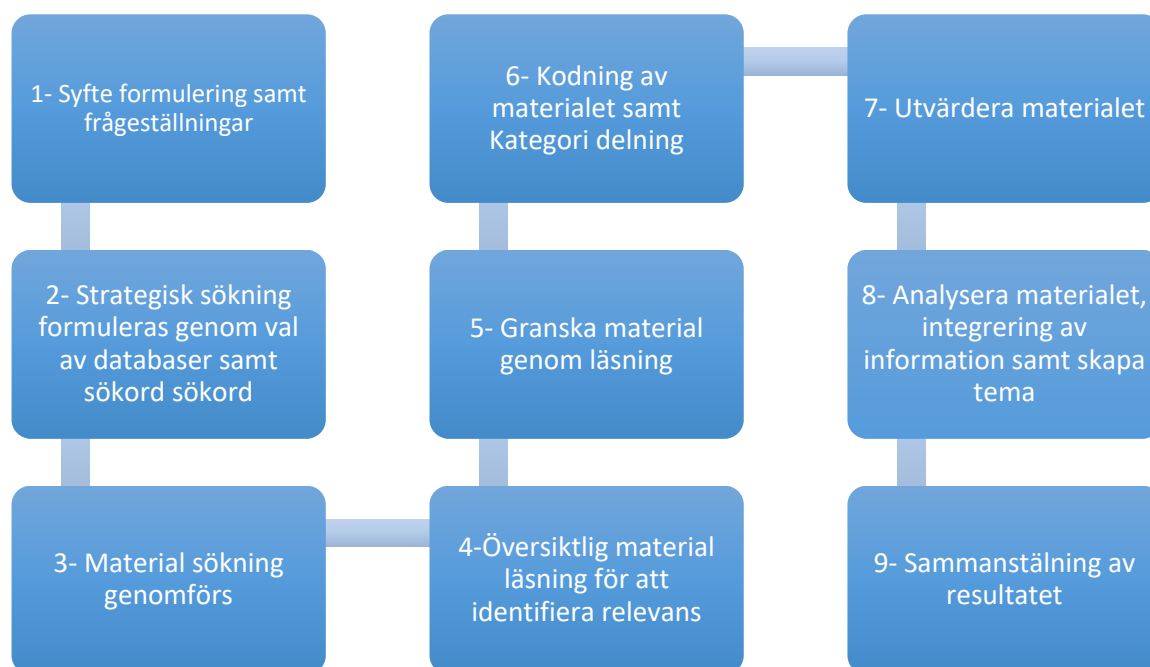 1- Syfte formulering samt
frågeställningar
2- Strategisk sökning
formuleras genom val
av databaser samt
sökord sökord
3- Material sökning
genomförs
4-Översiktlig material
läsning för att
identifiera relevans
5- Granska material
genom läsning
6- Kodning av
materialet samt
Kategori delning
7- Utvärdera materialet
8- Analysera materialet,
integrering av
information samt skapa
tema
9- Sammanstälning av
resultatet